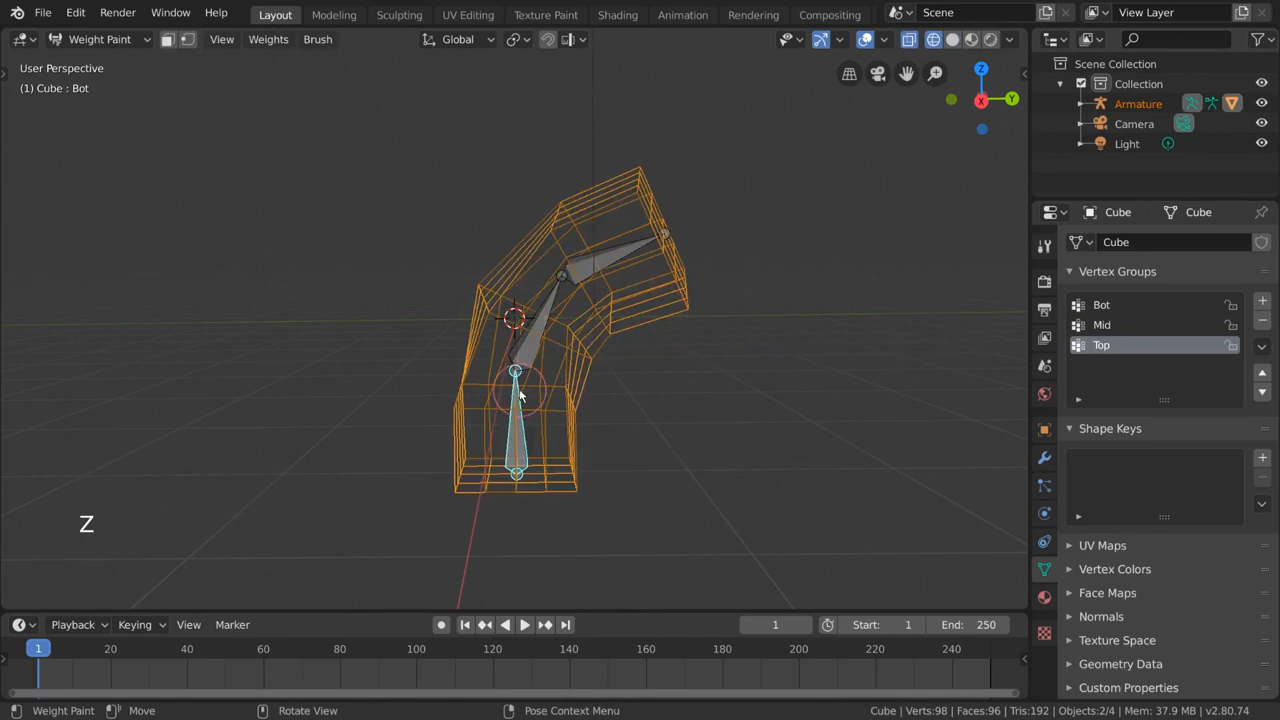 File Edit Render Window Help Layout Modeling Sculpting UV Editing Texture Paint Shading Animation Rendering Compositing Scene View Layer
Weight Paint View Weights Brush Global
User Perspective
(1) Cube : Bot
Z
X
Y
Z
Scene Collection
Collection
Armature
Camera
Light
Cube Cube
Cube
Vertex Groups
Bot
Mid
Top
Shape Keys
UV Maps
Vertex Colors
Face Maps
Normals
Texture Space
Geometry Data
Custom Properties
Playback Keying View Marker 1 Start: 1 End: 250
1 20 40 60 80 100 120 140 160 180 200 220 240
Weight Paint Move Rotate View Pose Context Menu Cube | Verts:98 | Faces:96 | Tris:192 | Objects:2/4 | Mem: 37.9 MB | v2.80.74